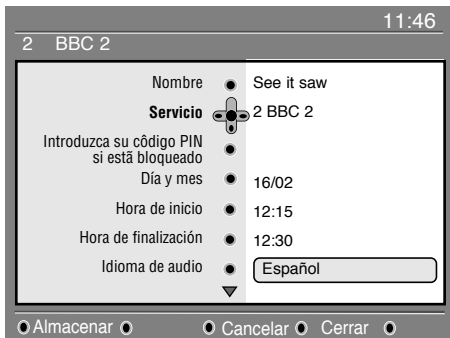 11:46
2 BBC 2
Nombre See it saw
Servicio 2 BBC 2
Introduzca su côdigo PIN
si estã bloqueado
Día y mes 16/02
Hora de inicio 12:15
Hora de finalización 12:30
Idioma de audio Español
Almacenar Cancelar Cerrar